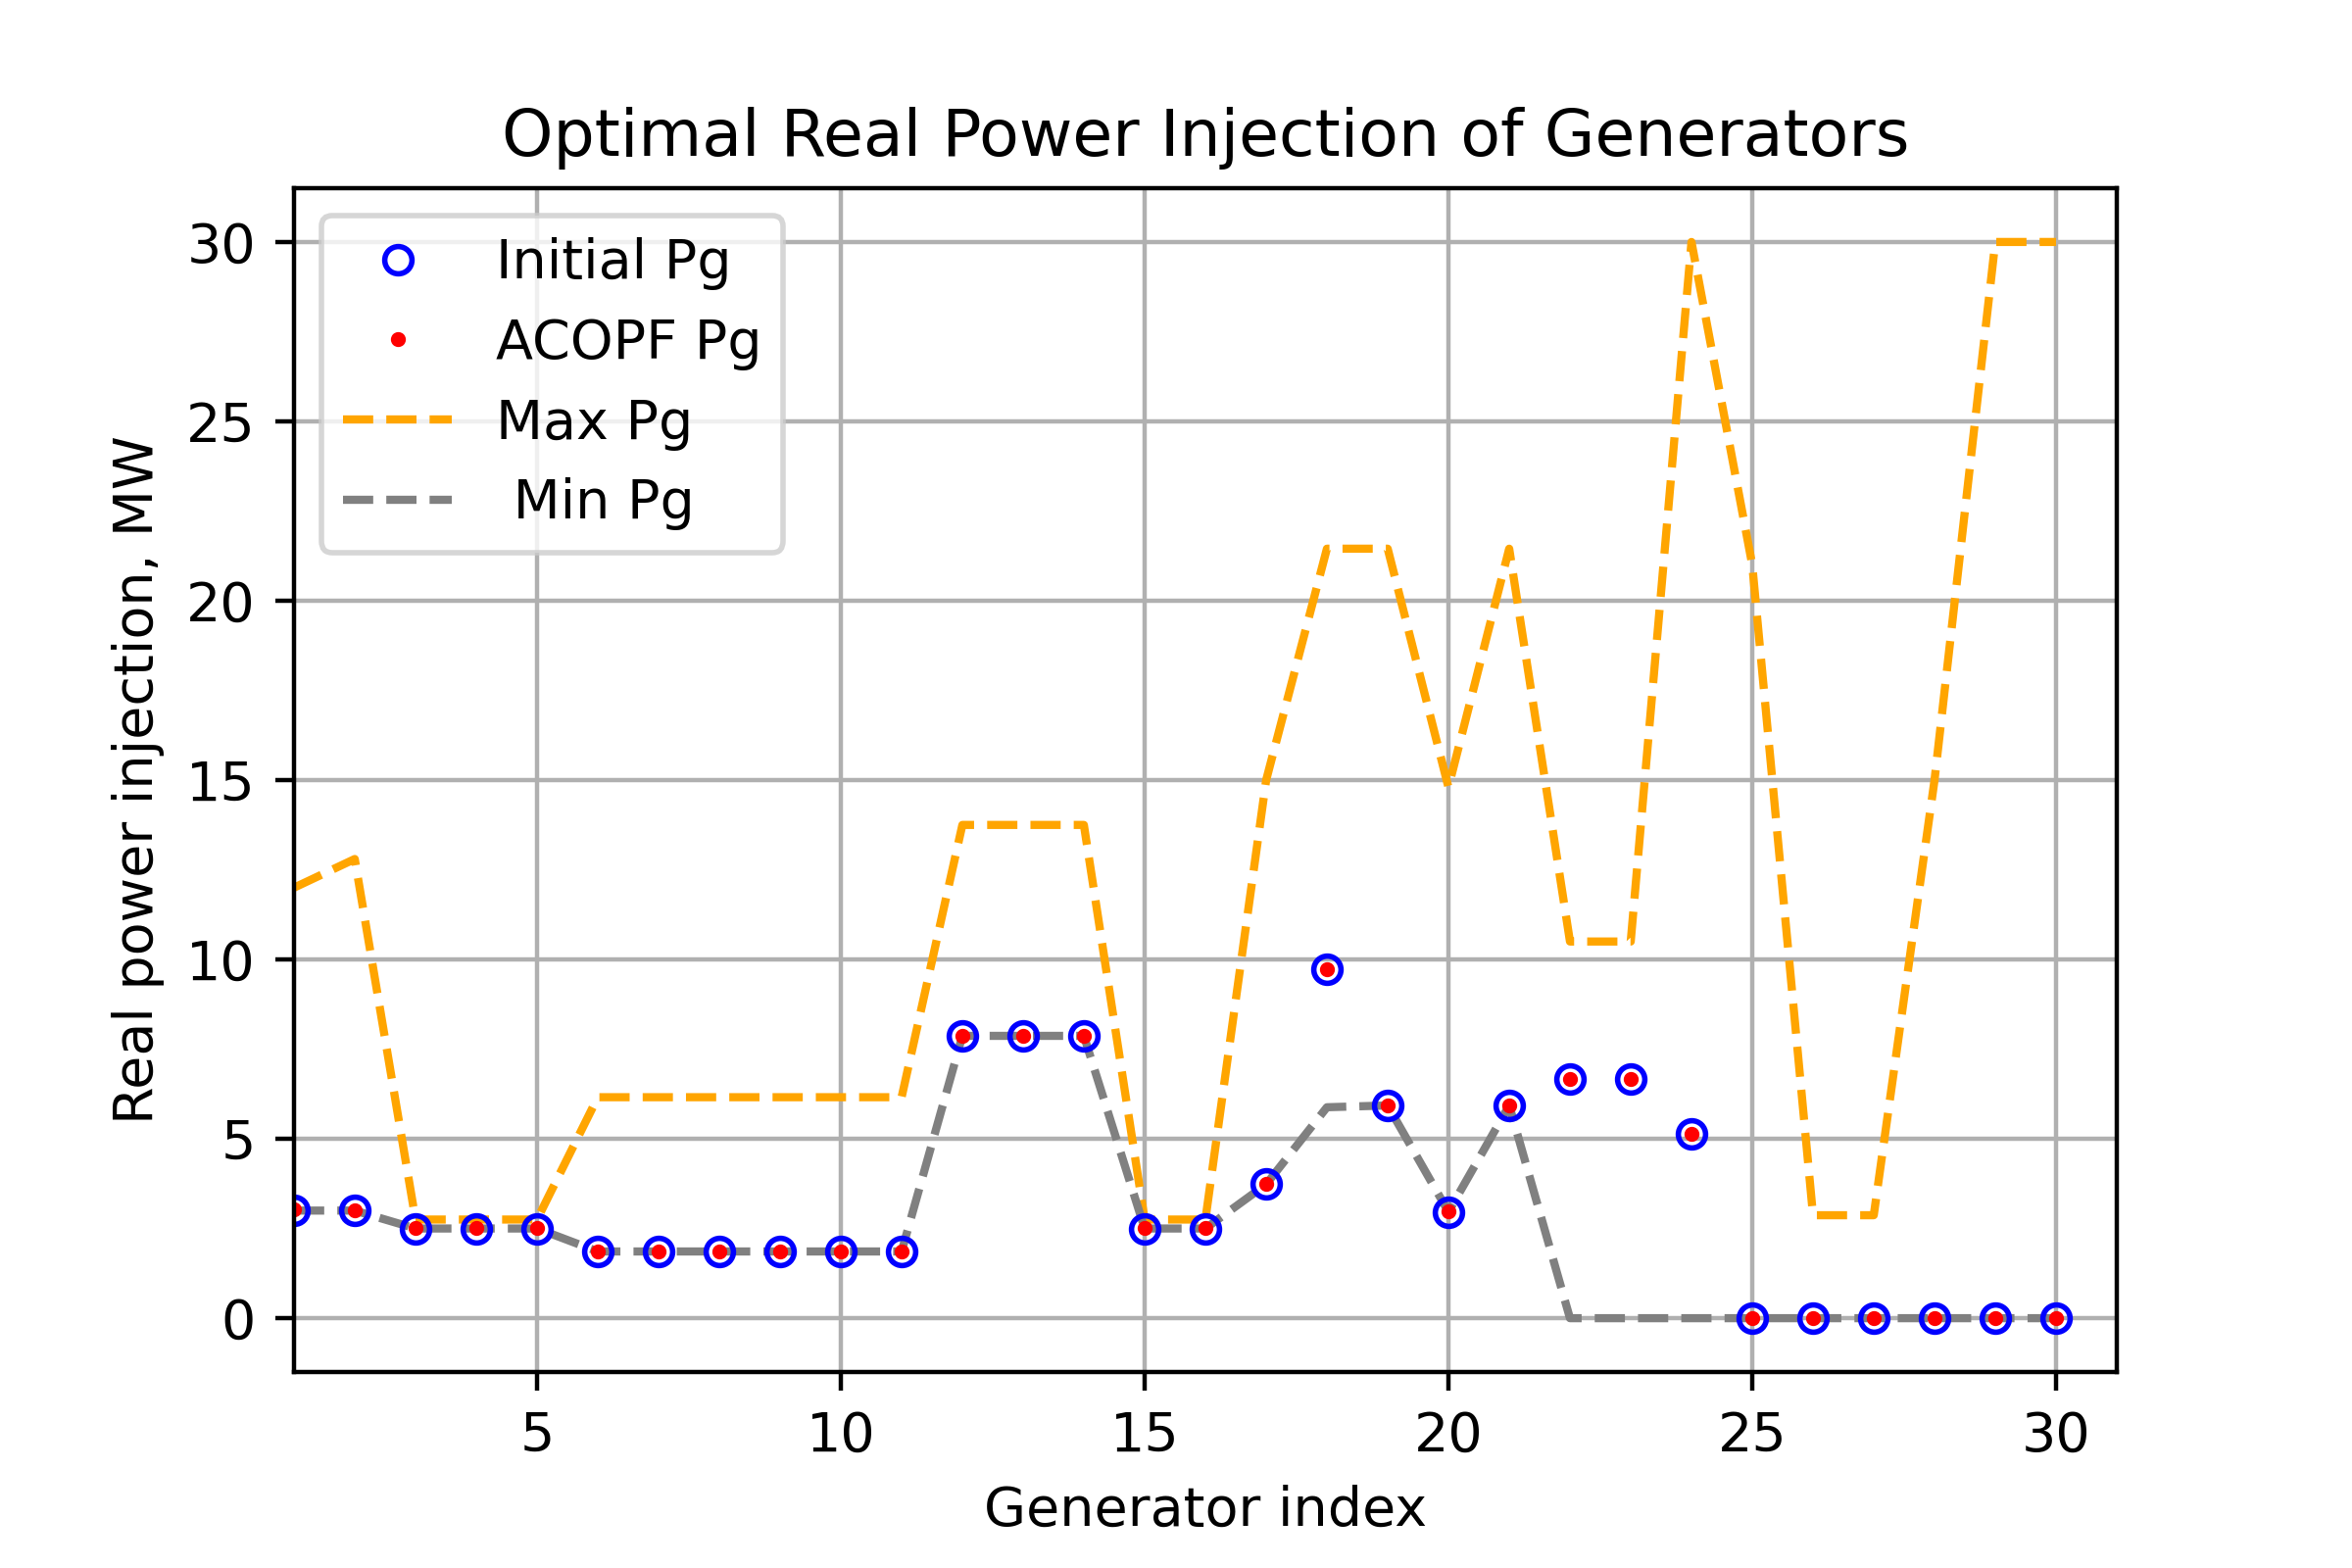 Optimal Real Power Injection of Generators
Real power injection, MW
30
25
20
15
10
5
0
Initial Pg
ACOPF Pg
Max Pg
Min Pg
5 10 15 20 25 30
Generator index